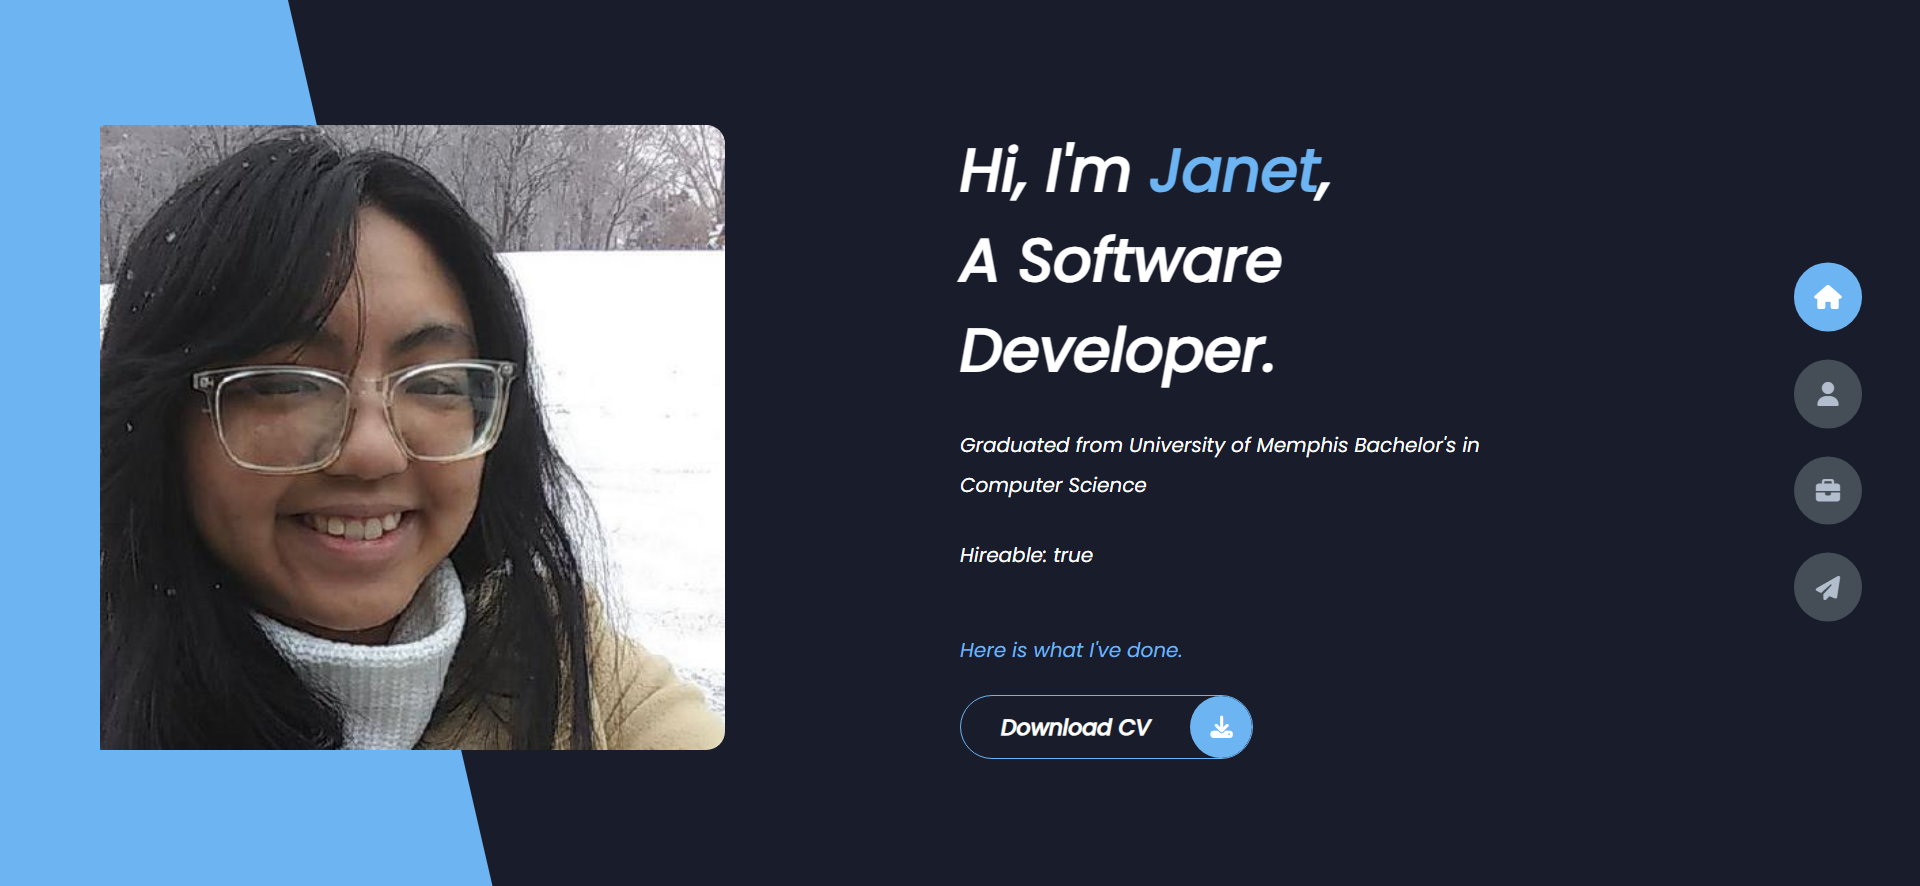 Hi, I'm Janet,
A Software
Developer.
Graduated from University of Memphis Bachelor's in
Computer Science
Hireable: true
Here is what I've done.
Download CV